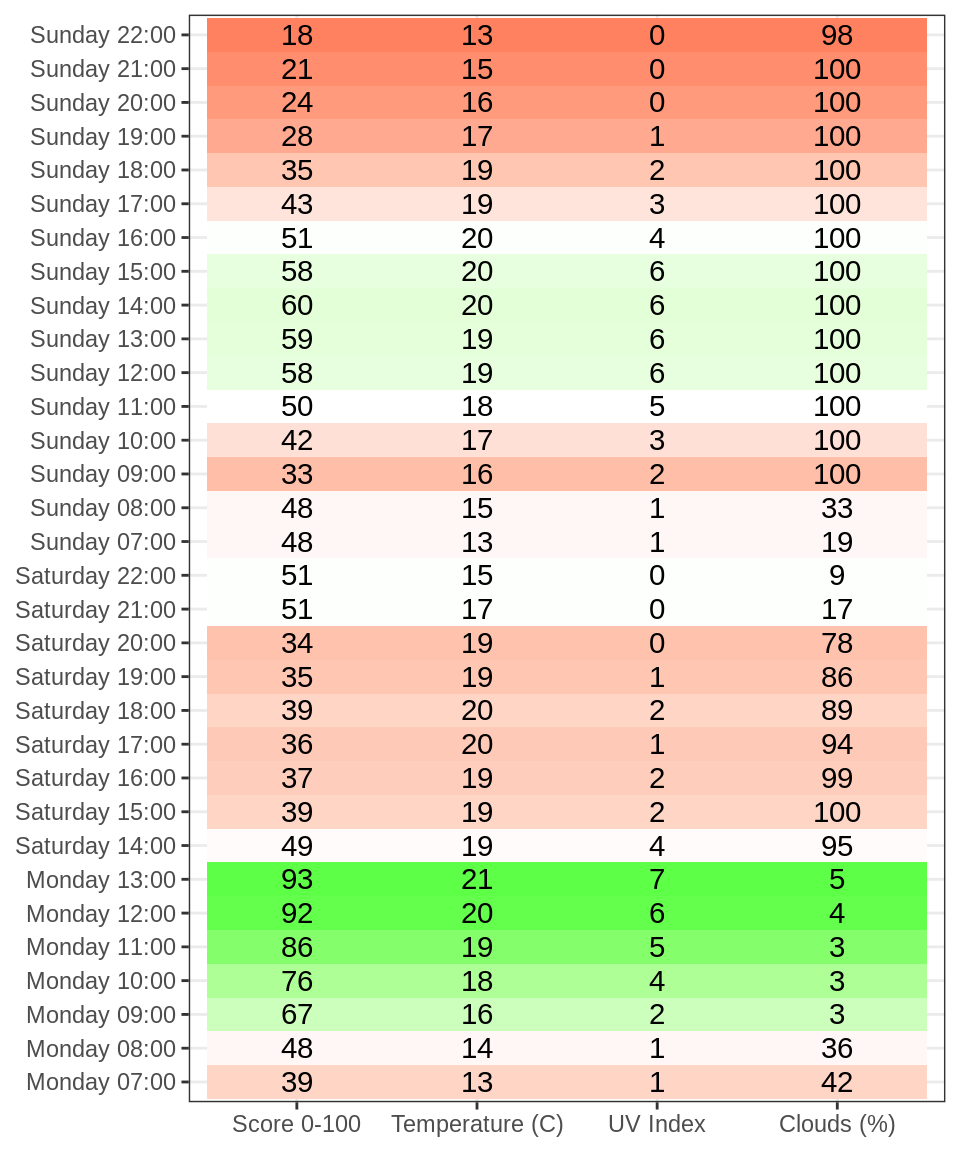 Sunday 22:00 18 13 0 98
Sunday 21:00 21 15 0 100
Sunday 20:00 24 16 0 100
Sunday 19:00 28 17 1 100
Sunday 18:00 35 19 2 100
Sunday 17:00 43 19 3 100
Sunday 16:00 51 20 4 100
Sunday 15:00 58 20 6 100
Sunday 14:00 60 20 6 100
Sunday 13:00 59 19 6 100
Sunday 12:00 58 19 6 100
Sunday 11:00 50 18 5 100
Sunday 10:00 42 17 3 100
Sunday 09:00 33 16 2 100
Sunday 08:00 48 15 1 33
Sunday 07:00 48 13 1 19
Saturday 22:00 51 15 0 9
Saturday 21:00 51 17 0 17
Saturday 20:00 34 19 0 78
Saturday 19:00 35 19 1 86
Saturday 18:00 39 20 2 89
Saturday 17:00 36 20 1 94
Saturday 16:00 37 19 2 99
Saturday 15:00 39 19 2 100
Saturday 14:00 49 19 4 95
Monday 13:00 93 21 7 5
Monday 12:00 92 20 6 4
Monday 11:00 86 19 5 3
Monday 10:00 76 18 4 3
Monday 09:00 67 16 2 3
Monday 08:00 48 14 1 36
Monday 07:00 39 13 1 42
Score 0-100 Temperature (C) UV Index Clouds (%)